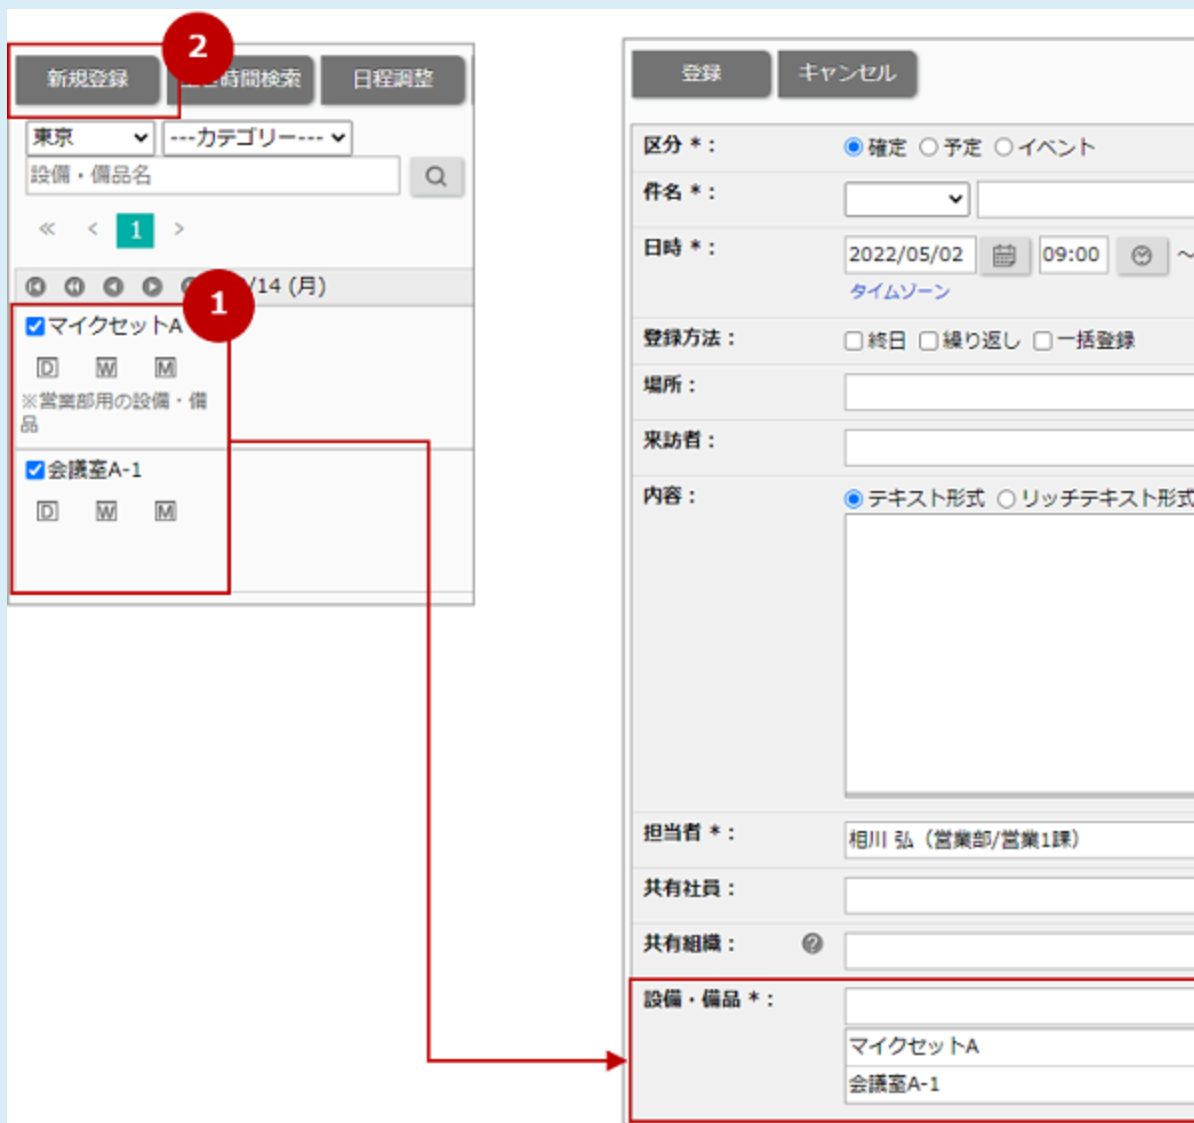 2
新規登録
時間検索
日程調整
東京
---カテゴリー---
設備・備品名
« < 1 >
/14 (月)
1
マイクセットA
D W M
※営業部用の設備・備
品
会議室A-1
D W M
登録 キャンセル
区分 *： 確定 予定 イベント
件名 *：
日時 *： 2022/05/02 09:00 ～
タイムゾーン
登録方法： 終日 繰り返し 一括登録
場所：
来訪者：
内容： テキスト形式 リッチテキスト形式
担当者 *： 相川 弘（営業部/営業1課）
共有社員：
共有組織： ?
設備・備品 *：
マイクセットA
会議室A-1